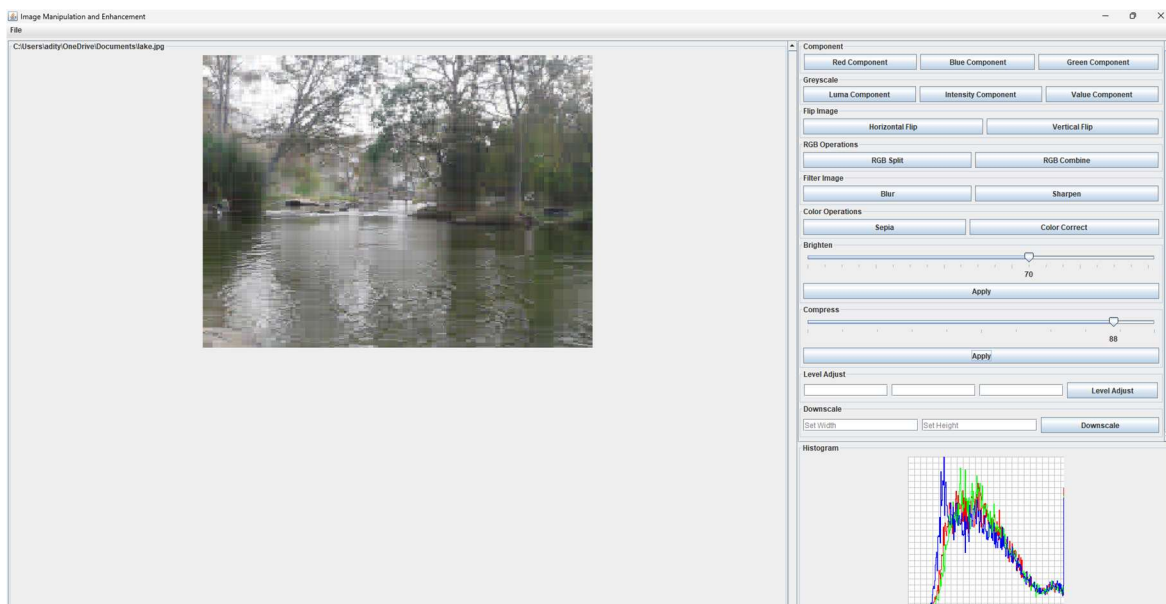 Image Manipulation and Enhancement
File
C:\Users\adity\OneDrive\Documents\lake.jpg
Component
Red Component Blue Component Green Component
Greyscale
Luma Component Intensity Component Value Component
Flip Image
Horizontal Flip Vertical Flip
RGB Operations
RGB Split RGB Combine
Filter Image
Blur Sharpen
Color Operations
Sepia Color Correct
Brighten
70
Apply
Compress
88
Apply
Level Adjust
Level Adjust
Downscale
Set Width Set Height Downscale
Histogram